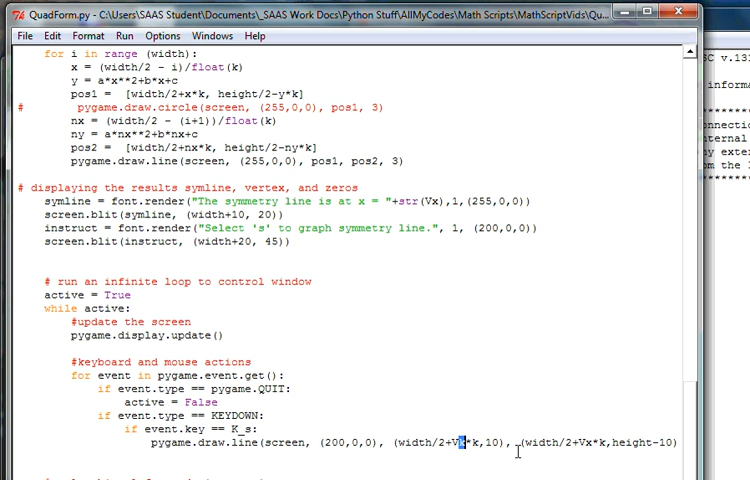 QuadForm.py - C:\Users\SAAS Student\Documents\_SAAS Work Docs\Python Stuff\AllMyCodes\Math Scripts\MathScriptVids\Qu...
File Edit Format Run Options Windows Help
for i in range (width):
x = (width/2 - i)/float(k)
y = a*x**2+b*x+c
pos1 = [width/2+x*k, height/2-y*k]
# pygame.draw.circle(screen, (255,0,0), pos1, 3)
nx = (width/2 - (i+1))/float(k)
ny = a*nx**2+b*nx+c
pos2 = [width/2+nx*k, height/2-ny*k]
pygame.draw.line(screen, (255,0,0), pos1, pos2, 3)
# displaying the results symline, vertex, and zeros
symline = font.render("The symmetry line is at x = "+str(Vx),1,(255,0,0))
screen.blit(symline, (width+10, 20))
instruct = font.render("Select 's' to graph symmetry line.", 1, (200,0,0))
screen.blit(instruct, (width+20, 45))
# run an infinite loop to control window
active = True
while active:
#update the screen
pygame.display.update()
#keyboard and mouse actions
for event in pygame.event.get():
if event.type == pygame.QUIT:
active = False
if event.type == KEYDOWN:
if event.key == K_s:
pygame.draw.line(screen, (200,0,0), (width/2+Vx*k,10), (width/2+Vx*k,height-10)
SC v.131
informa
*********
onnectio
nternal
y exter
om the I
*********